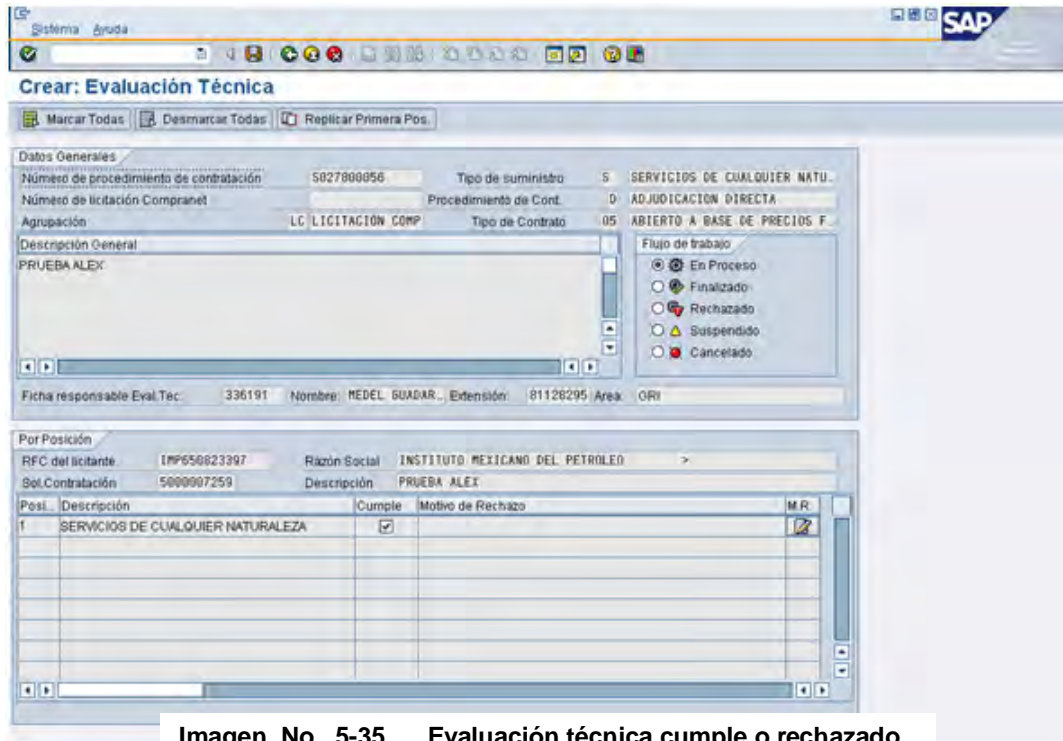 Sistema Ayuda
SAP
Crear: Evaluación Técnica
Marcar Todas Desmarcar Todas Replicar Primera Pos.
Datos Generales
Número de procedimiento de contratación S027800056 Tipo de suministro S SERVICIOS DE CUALQUIER NATU.
Número de licitación Compranet Procedimiento de Cont. D ADJUDICACION DIRECTA
Agrupación LC LICITACION COMP Tipo de Contrato 05 ABIERTO A BASE DE PRECIOS F
Descripción General Flujo de trabajo
PRUEBA ALEX
En Proceso
Finalizado
Rechazado
Suspendido
Cancelado
Ficha responsable Eval.Tec. 336191 Nombre: MEDEL GUADAR.. Extensión: 81128295 Area: GRI
Por Posición
RFC del licitante IMP650823397 Razón Social INSTITUTO MEXICANO DEL PETROLEO >
Sol.Contratación 5000007259 Descripción PRUEBA ALEX
Posi... Descripción Cumple Motivo de Rechazo M.R.
1 SERVICIOS DE CUALQUIER NATURALEZA
Imagen No. 5-35 Evaluación técnica cumple o rechazado